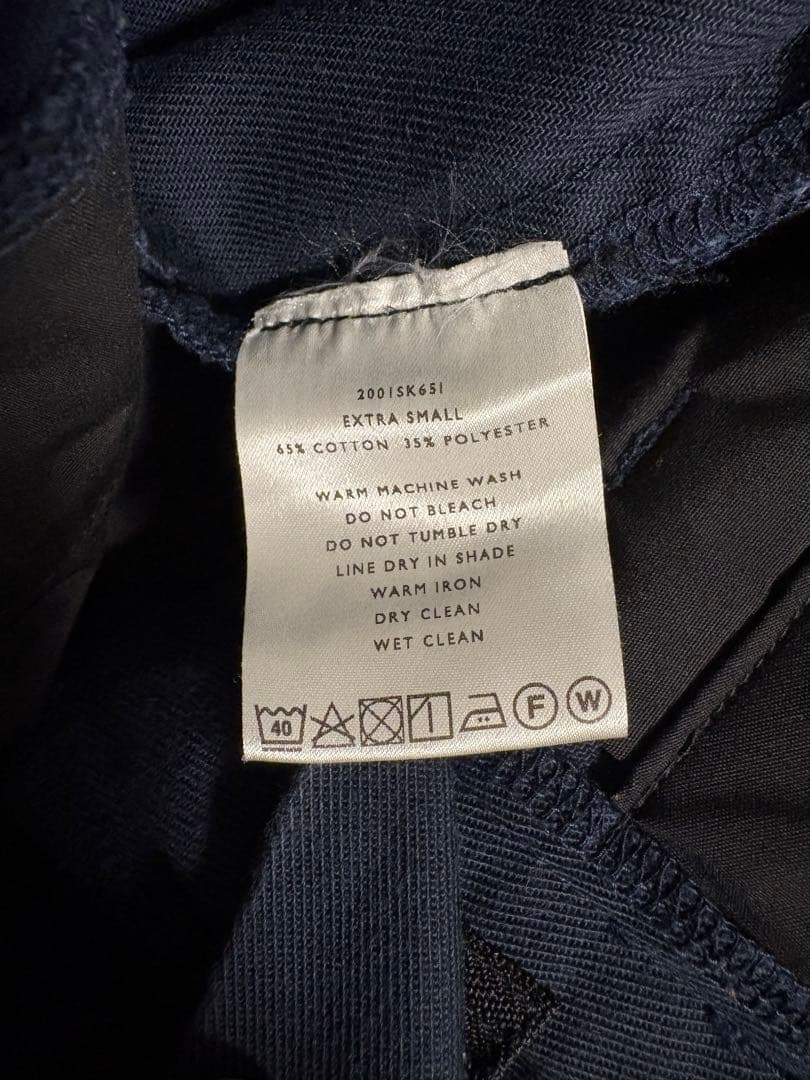 2001SK651
EXTRA SMALL
65% COTTON 35% POLYESTER
WARM MACHINE WASH
DO NOT BLEACH
DO NOT TUMBLE DRY
LINE DRY IN SHADE
WARM IRON
DRY CLEAN
WET CLEAN
40 F W